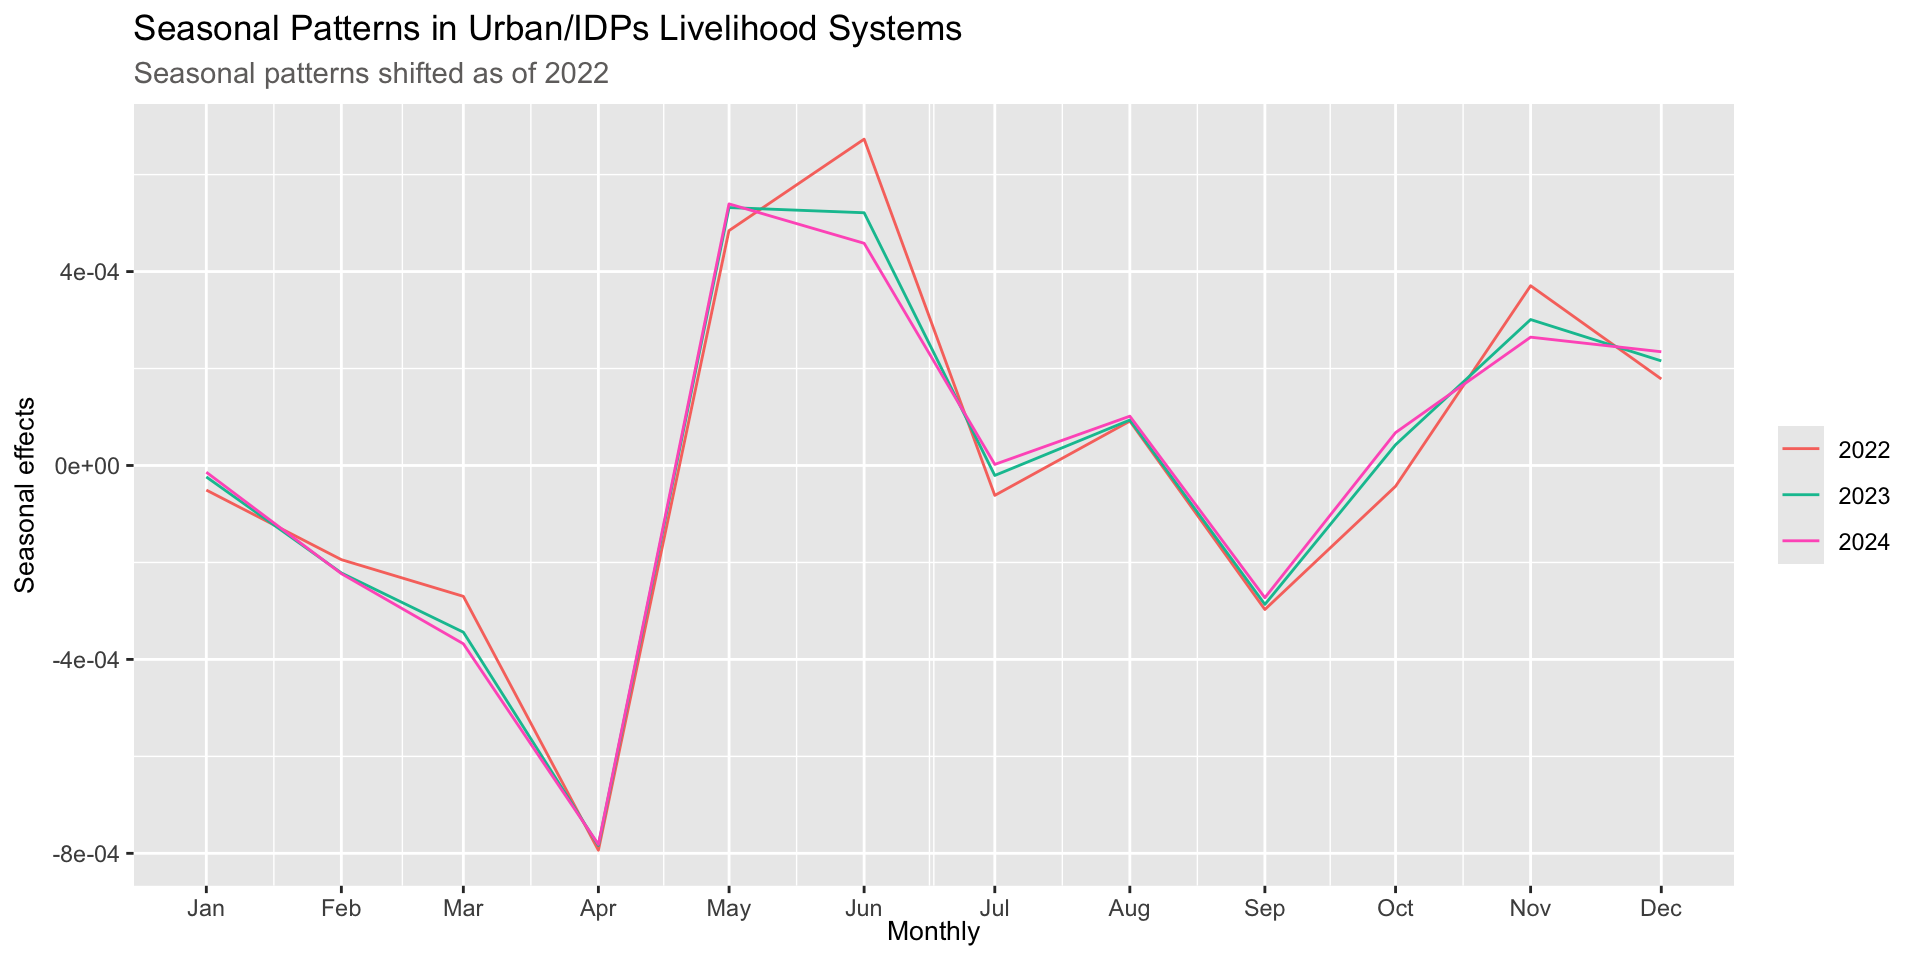 Seasonal Patterns in Urban/IDPs Livelihood Systems
Seasonal patterns shifted as of 2022
Seasonal effects
4e-04
0e+00
-4e-04
-8e-04
Jan Feb Mar Apr May Jun Jul Aug Sep Oct Nov Dec
Monthly
2022
2023
2024